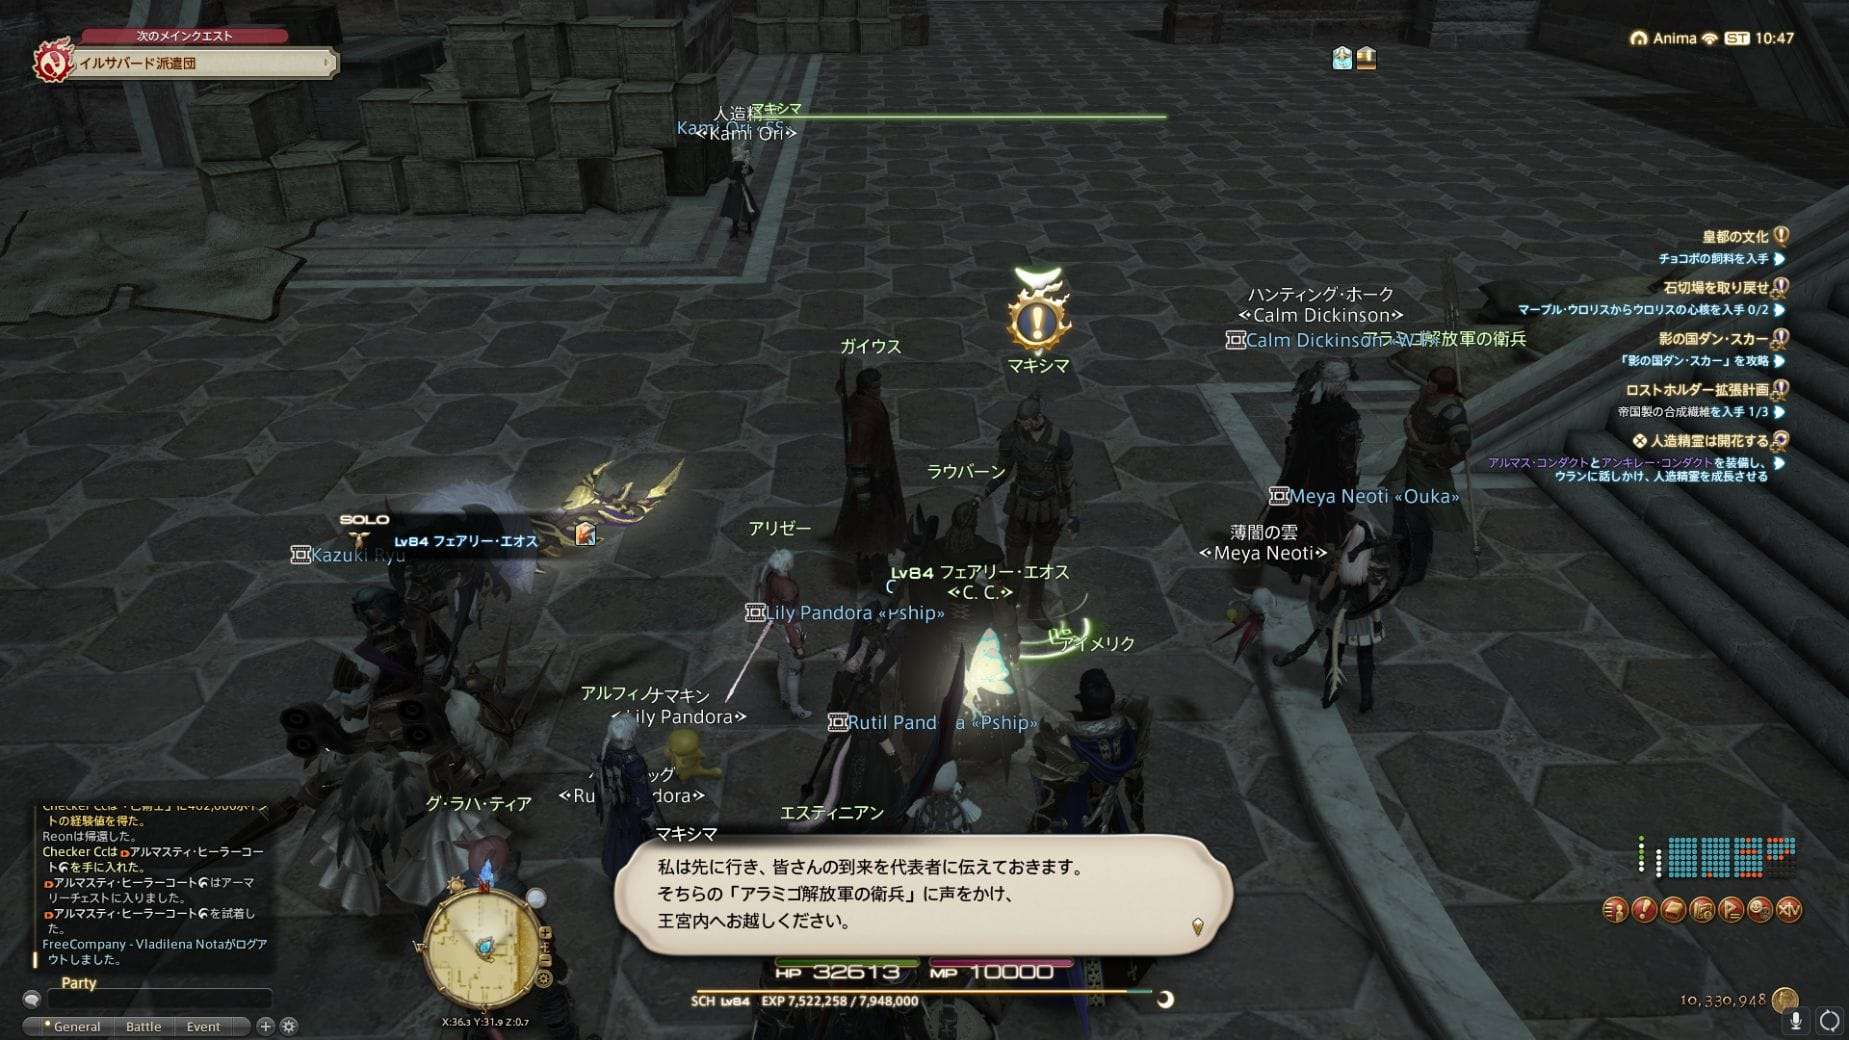 次のメインクエスト
イルサバード派遣団
Anima ST 10:47
マキシマ
«Kami Ori»
皇都の文化
チョコボの飼料を入手
石切場を取り戻せ
マーブル・ウロリスからウロリスの心核を入手 0/2
影の国ダン・スカー
「影の国ダン・スカー」を攻略
ロストホルダー拡張計画
帝国製の合成繊維を入手 1/3
人造精霊は開花する
アルマス・コンダクトとアンキレー・コンダクトを装備し、
ウランに話しかけ、人造精霊を成長させる
ハンティング・ホーク
«Calm Dickinson»
Calm Dickinson
解放軍の衛兵
ガイウス
マキシマ
ラウバーン
Meya Neoti «Ouka»
薄闇の雲
«Meya Neoti»
SOLO
Lv84 フェアリー・エオス
Kazuki Ryu
アリゼー
Lv84 フェアリー・エオス
«C. C.»
Lily Pandora «Pship»
アイメリク
アルフィノ
ナマキン
Lily Pandora»
Rutil Pand a «Pship»
グ・ラハ・ティア
エスティニアン
マキシマ
私は先に行き、皆さんの到来を代表者に伝えておきます。
そちらの「アラミゴ解放軍の衛兵」に声をかけ、
王宮内へお越しください。
トの経験値を得た。
Reonは帰還した。
Checker Ccはアルマスティ・ヒーラーコー
トを手に入れた。
アルマスティ・ヒーラーコートはアーマ
リーチェストに入りました。
アルマスティ・ヒーラーコートを試着し
た。
FreeCompany - Vladilena Notaがログア
ウトしました。
Party
General Battle Event
X:36.3 Y:31.9 Z:0.7
HP 32613 MP 10000
SCH Lv84 EXP 7,522,258 / 7,948,000
10,330,948